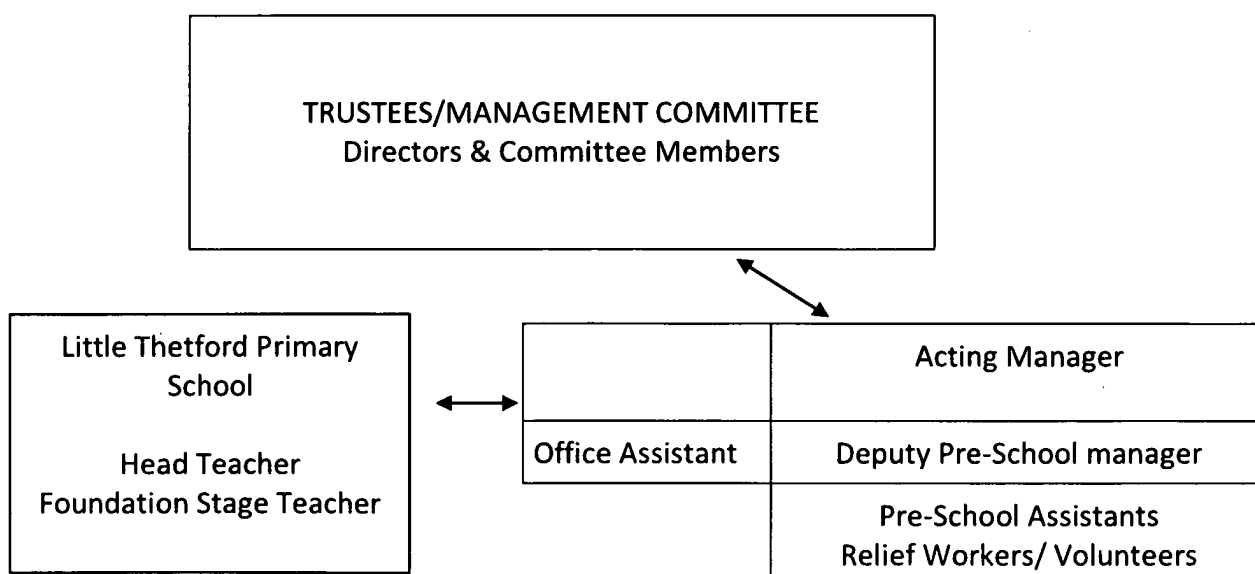 TRUSTEES/MANAGEMENT COMMITTEE
Directors & Committee Members
Little Thetford Primary
School
Head Teacher
Foundation Stage Teacher
Acting Manager
Office Assistant
Deputy Pre-School manager
Pre-School Assistants
Relief Workers/ Volunteers